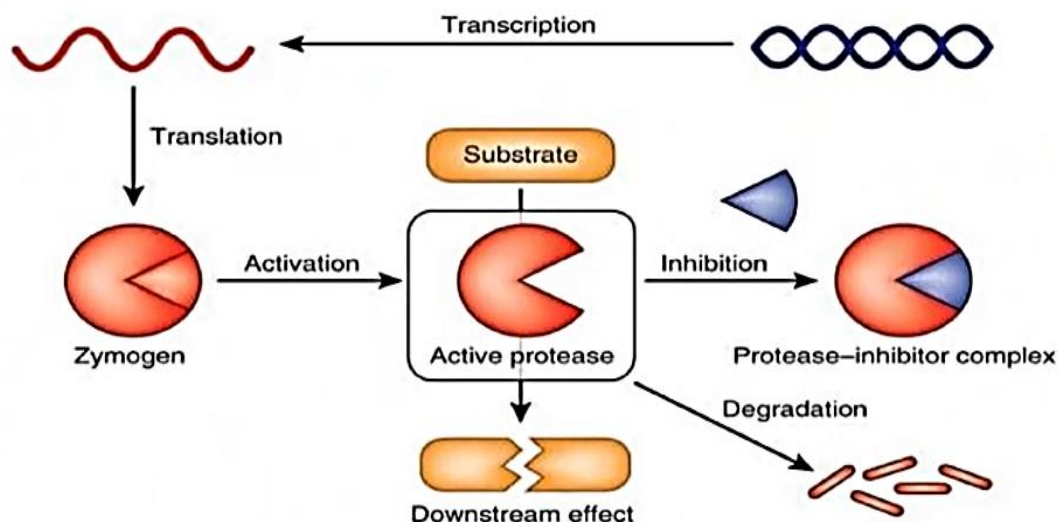 Transcription
Translation
Substrate
Activation
Inhibition
Zymogen
Active protease
Protease–inhibitor complex
Degradation
Downstream effect